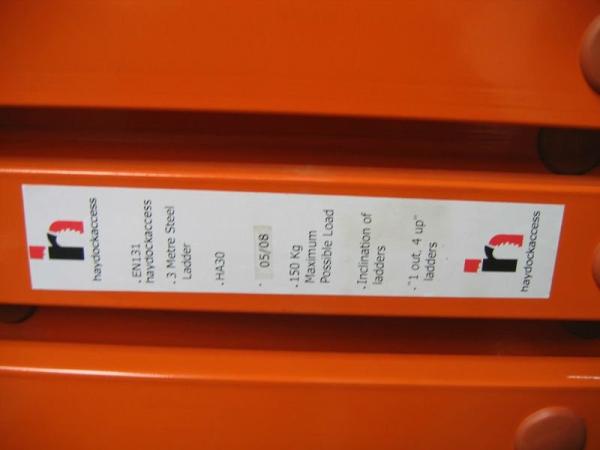 haydockaccess
· EN131
haydockaccess
· 3 Metre Steel
Ladder
· HA30
· 05/08
· 150 Kg
Maximum
Possible Load
· Inclination of
ladders
· "1 out, 4 up"
ladders
haydockaccess